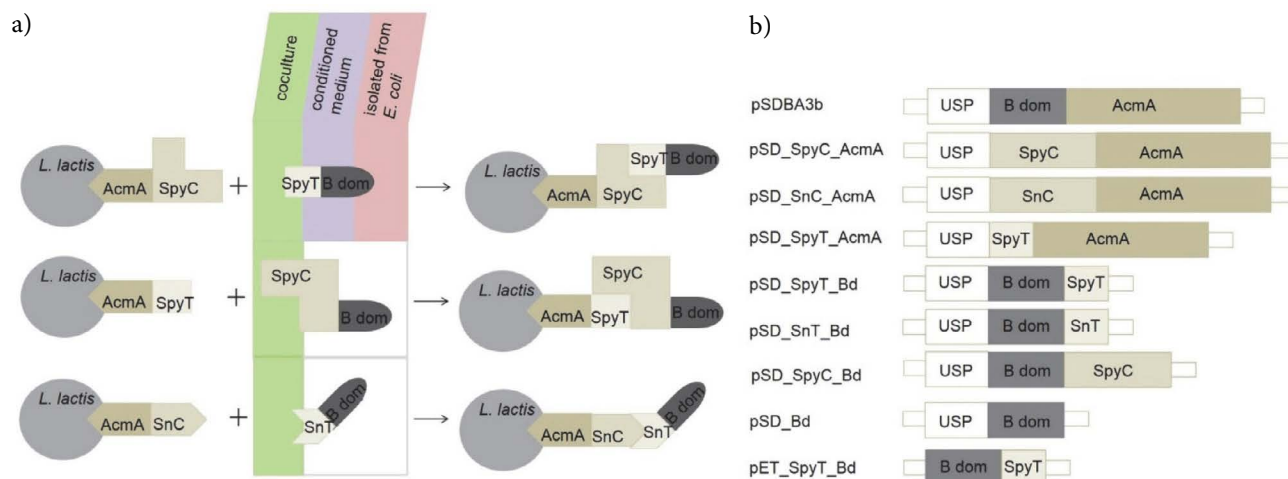 a)
coculture
conditioned
medium
isolated from
E. coli
L. lactis
AcmA
SpyC
+
SpyT
B dom
L. lactis
AcmA
SpyC
SpyT
B dom
L. lactis
AcmA
SpyT
+
SpyC
B dom
L. lactis
AcmA
SpyT
SpyC
B dom
L. lactis
AcmA
SnC
+
SnT
B dom
L. lactis
AcmA
SnC
SnT
B dom
b)
pSDBA3b USP B dom AcmA
pSD_SpyC_AcmA USP SpyC AcmA
pSD_SnC_AcmA USP SnC AcmA
pSD_SpyT_AcmA USP SpyT AcmA
pSD_SpyT_Bd USP B dom SpyT
pSD_SnT_Bd USP B dom SnT
pSD_SpyC_Bd USP B dom SpyC
pSD_Bd USP B dom
pET_SpyT_Bd B dom SpyT